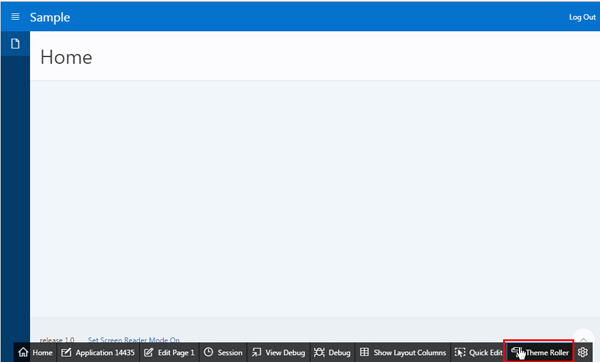 Sample
Log Out
Home
release 1.0 Set Screen Reader Mode On
Home Application 14435 Edit Page 1 Session View Debug Debug Show Layout Columns Quick Edit Theme Roller